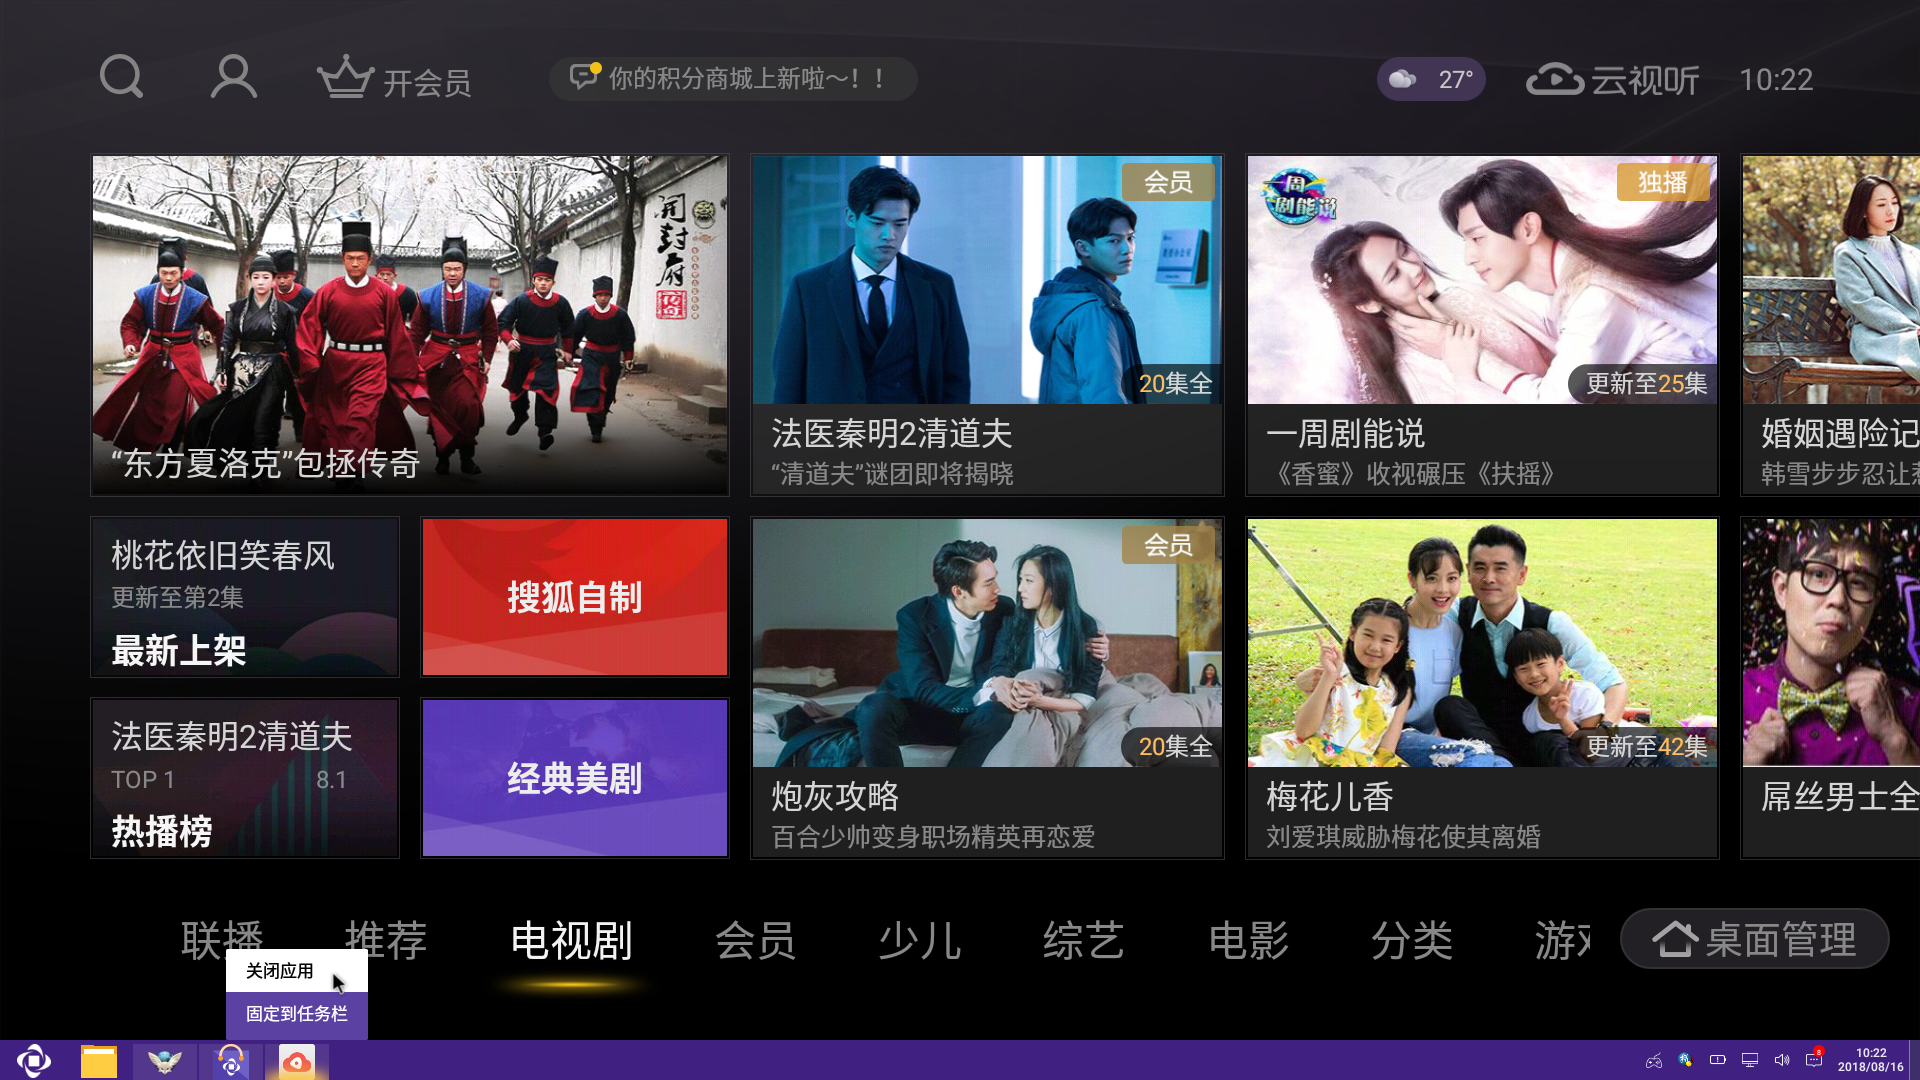 开会员
你的积分商城上新啦～！！
27°
云视听
10:22
开封府
传奇
“东方夏洛克”包拯传奇
会员
20集全
法医秦明2清道夫
“清道夫”谜团即将揭晓
一周
剧能说
独播
更新至25集
一周剧能说
《香蜜》收视碾压《扶摇》
婚姻遇险记
韩雪步步忍让
桃花依旧笑春风
更新至第2集
最新上架
搜狐自制
法医秦明2清道夫
TOP 1
8.1
热播榜
经典美剧
会员
20集全
炮灰攻略
百合少帅变身职场精英再恋爱
更新至42集
梅花儿香
刘爱琪威胁梅花使其离婚
屌丝男士全
联播
推荐
电视剧
会员
少儿
综艺
电影
分类
游
桌面管理
关闭应用
固定到任务栏
10:22
2018/08/16